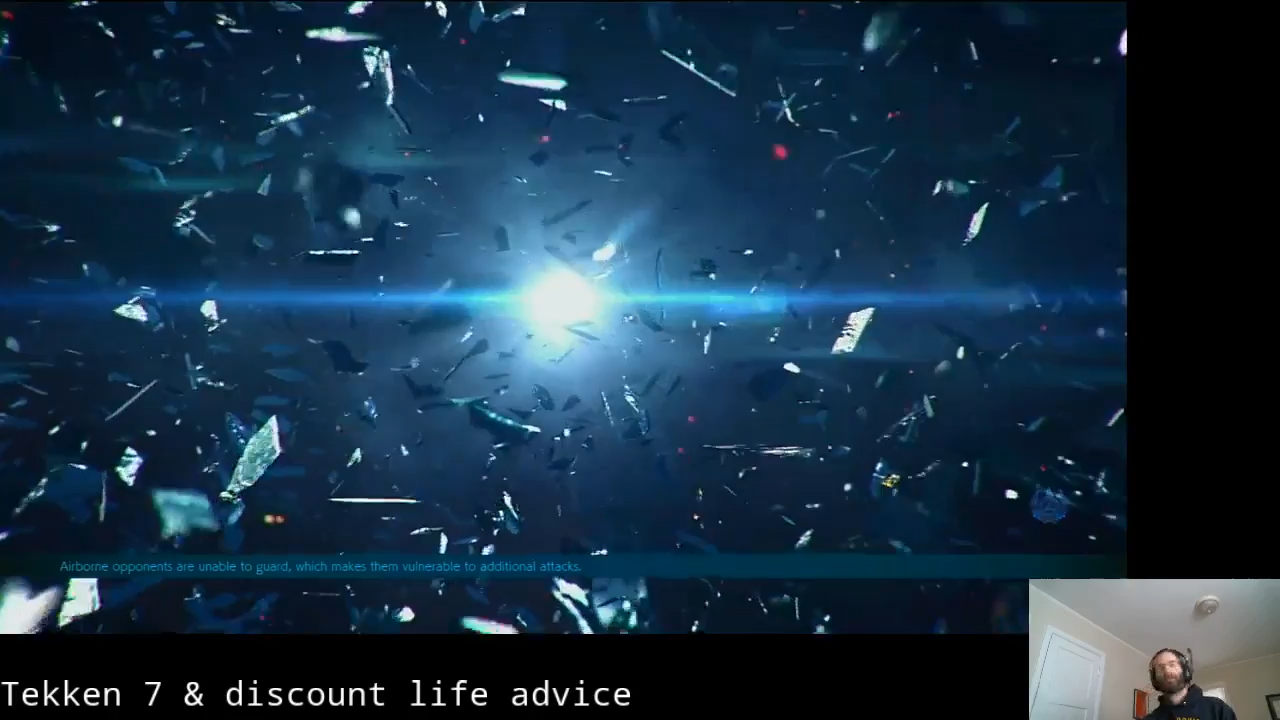 Airborne opponents are unable to guard, which makes them vulnerable to additional attacks.
Tekken 7 & discount life advice